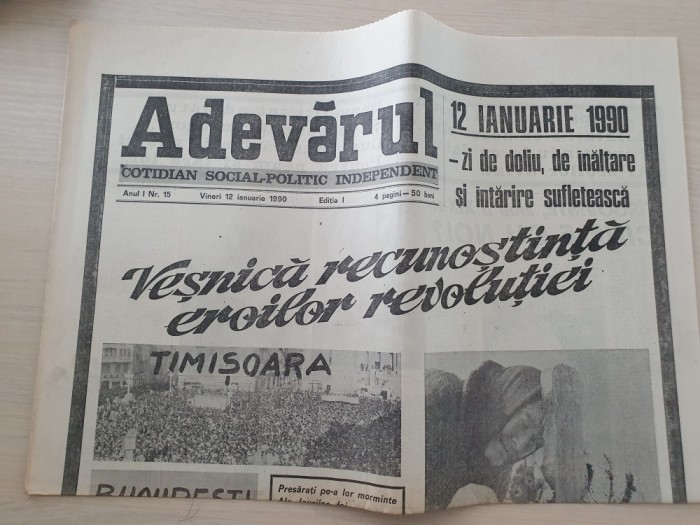 Adevărul
COTIDIAN SOCIAL-POLITIC INDEPENDENT
Anul I Nr. 15 Vineri 12 ianuarie 1990 Ediția I 4 pagini—50 bani
12 IANUARIE 1990
– zi de doliu, de înălțare
și întărire sufletească
Veșnică recunoștință
eroilor revoluției
TIMIȘOARA
BUCUREȘTI
Presărați pe-a lor morminte